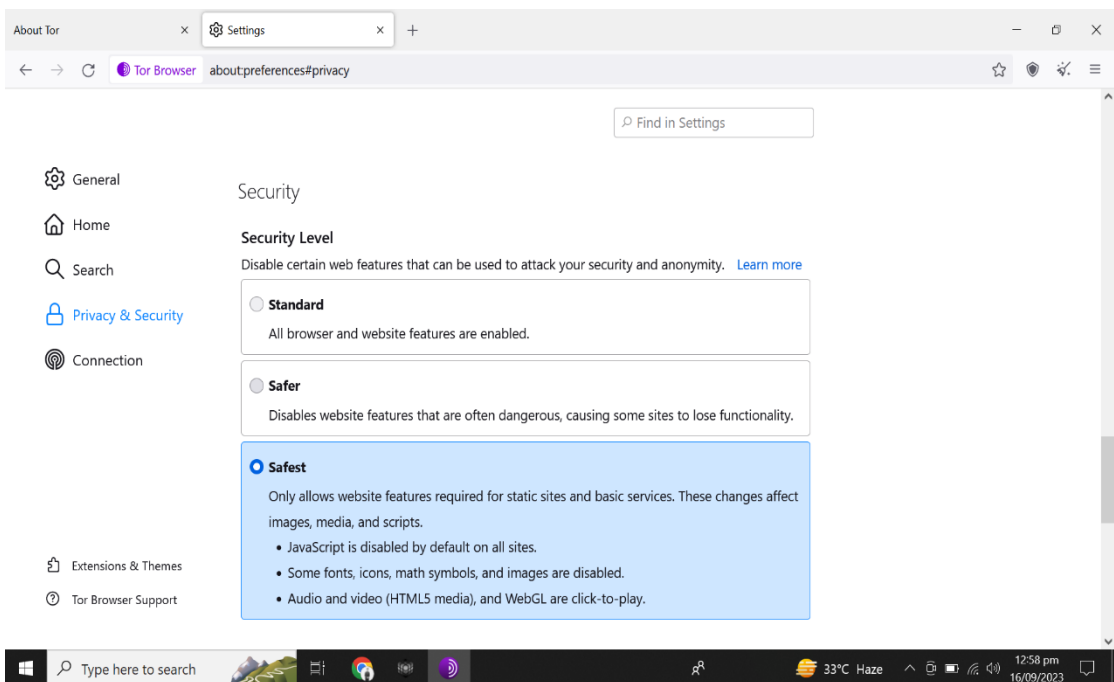 About Tor
Settings
Tor Browser about:preferences#privacy
Find in Settings
General
Home
Search
Privacy & Security
Connection
Extensions & Themes
Tor Browser Support
Security
Security Level
Disable certain web features that can be used to attack your security and anonymity. Learn more
Standard
All browser and website features are enabled.
Safer
Disables website features that are often dangerous, causing some sites to lose functionality.
Safest
Only allows website features required for static sites and basic services. These changes affect
images, media, and scripts.
• JavaScript is disabled by default on all sites.
• Some fonts, icons, math symbols, and images are disabled.
• Audio and video (HTML5 media), and WebGL are click-to-play.
Type here to search
33°C Haze
12:58 pm
16/09/2023